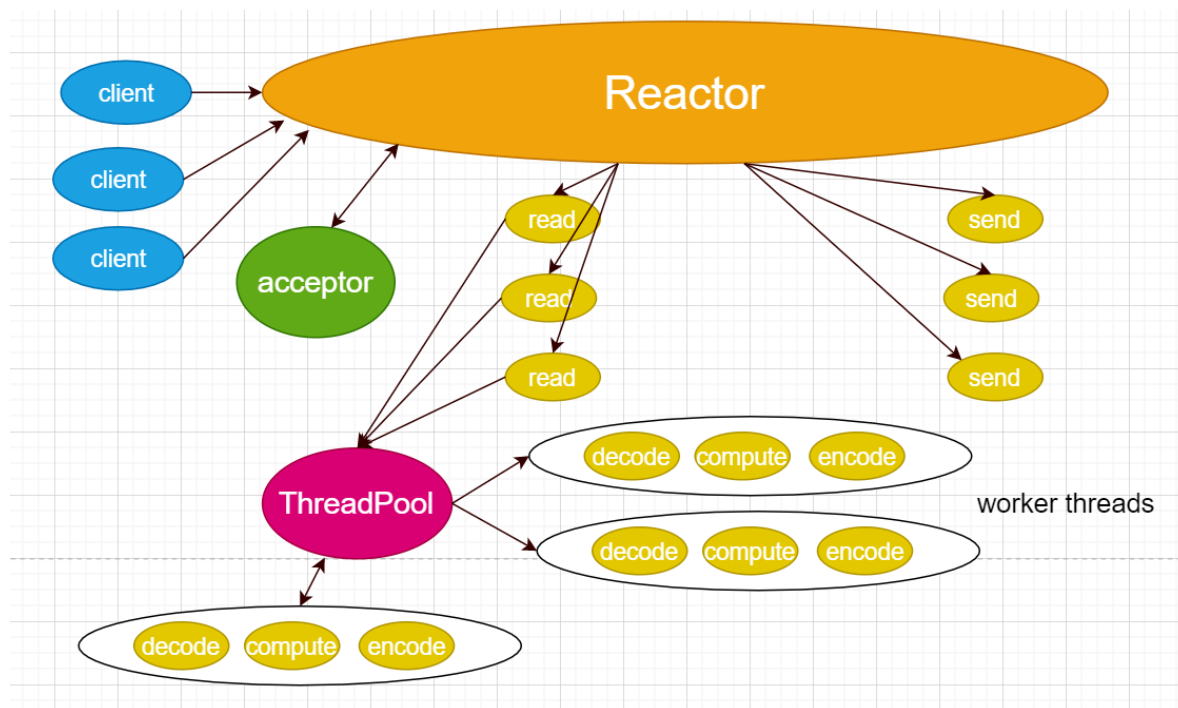 Reactor
client
client
client
acceptor
read
send
read
send
read
send
ThreadPool
decode compute encode
worker threads
decode compute encode
decode compute encode